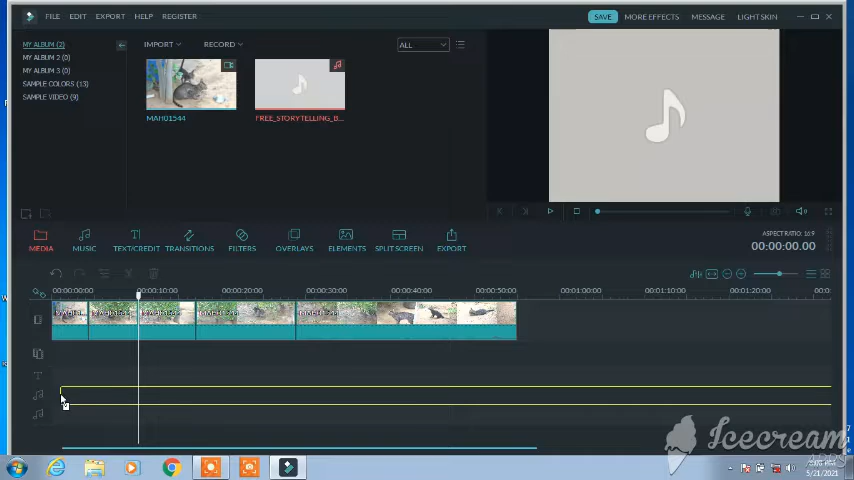 FILE EDIT EXPORT HELP REGISTER SAVE MORE EFFECTS MESSAGE LIGHT SKIN
MY ALBUM (2) IMPORT RECORD ALL
MY ALBUM 2 (0)
MY ALBUM 3 (0)
SAMPLE COLORS (13)
SAMPLE VIDEO (9)
MAH01544 FREE_STORYTELLING_B...
MEDIA MUSIC TEXT/CREDIT TRANSITIONS FILTERS OVERLAYS ELEMENTS SPLIT SCREEN EXPORT
ASPECT RATIO: 16:9
00:00:00.00
00:00:00:00 00:00:10:00 00:00:20:00 00:00:30:00 00:00:40:00 00:00:50:00 00:01:00:00 00:01:10:00 00:01:20:00
MAH01544 MAH01544 MAH01544
Icecream
APPS
5/21/2021